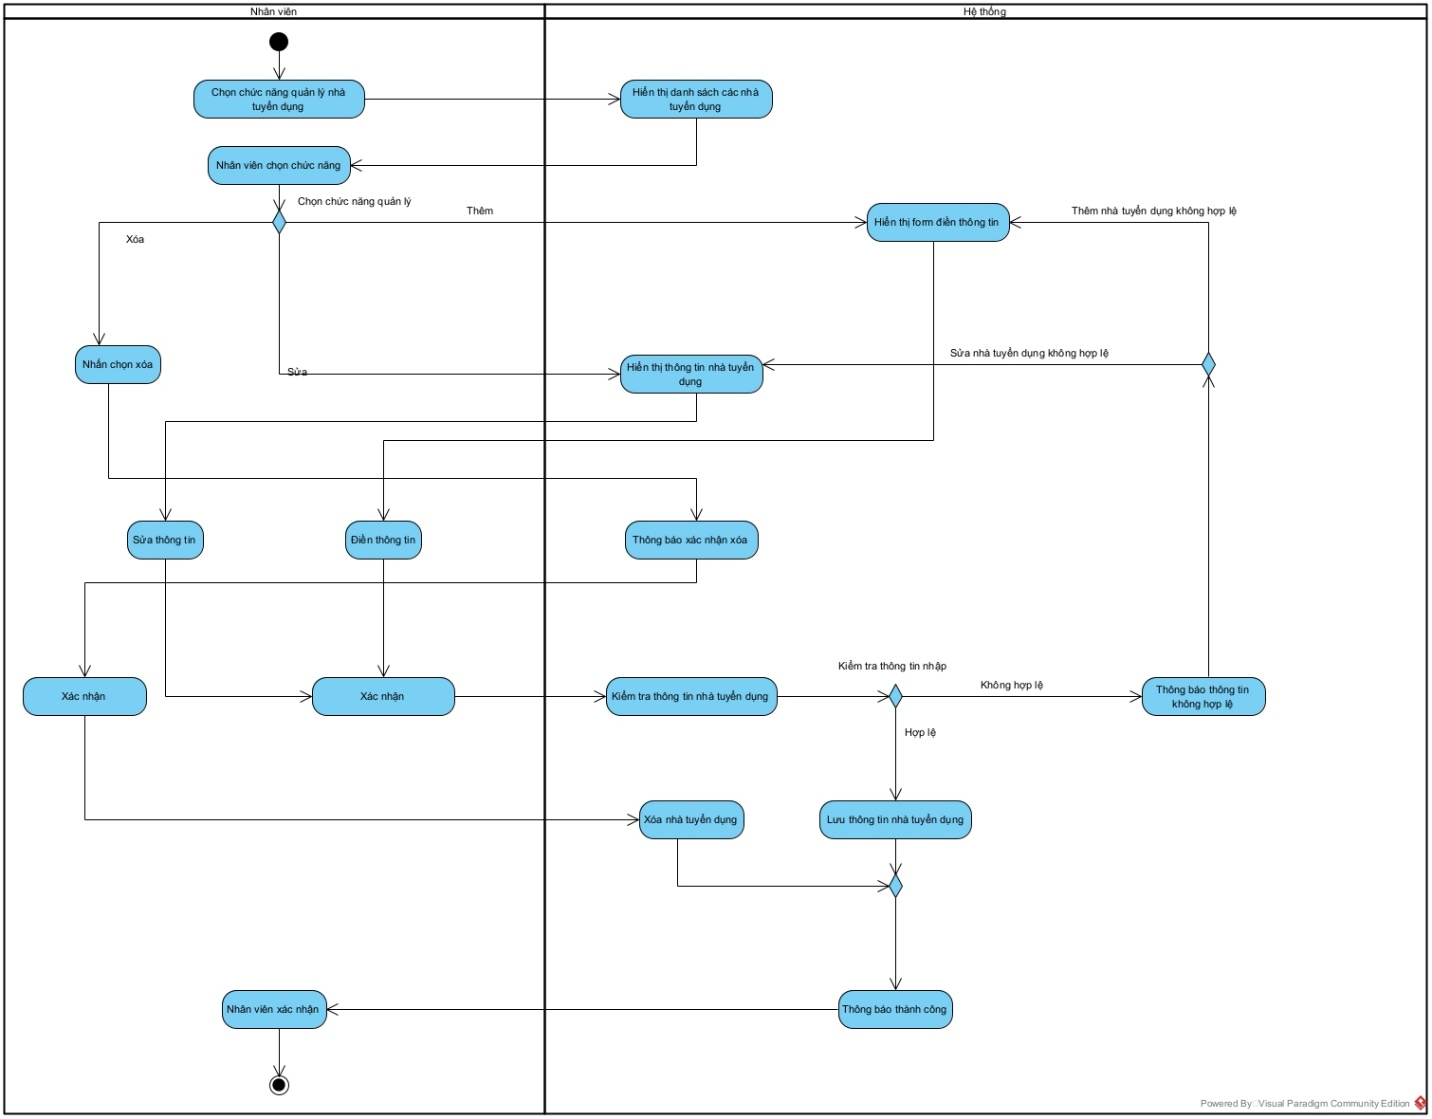 Nhân viên
Hệ thống
Chọn chức năng quản lý nhà
tuyển dụng
Hiển thị danh sách các nhà
tuyển dụng
Nhân viên chọn chức năng
Chọn chức năng quản lý
Thêm
Thêm nhà tuyển dụng không hợp lệ
Hiển thị form điền thông tin
Xóa
Sửa nhà tuyển dụng không hợp lệ
Nhấn chọn xóa
Sửa
Hiển thị thông tin nhà tuyển
dụng
Sửa thông tin
Điền thông tin
Thông báo xác nhận xóa
Kiểm tra thông tin nhập
Xác nhận
Xác nhận
Kiểm tra thông tin nhà tuyển dụng
Không hợp lệ
Thông báo thông tin
không hợp lệ
Hợp lệ
Xóa nhà tuyển dụng
Lưu thông tin nhà tuyển dụng
Nhân viên xác nhận
Thông báo thành công
Powered By Visual Paradigm Community Edition